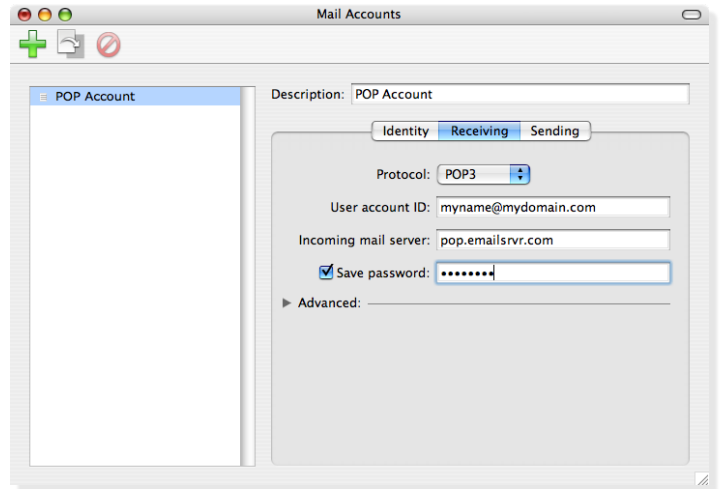 Mail Accounts
POP Account
Description: POP Account
Identity Receiving Sending
Protocol: POP3
User account ID: myname@mydomain.com
Incoming mail server: pop.emailsrvr.com
Save password: ••••••••
Advanced: